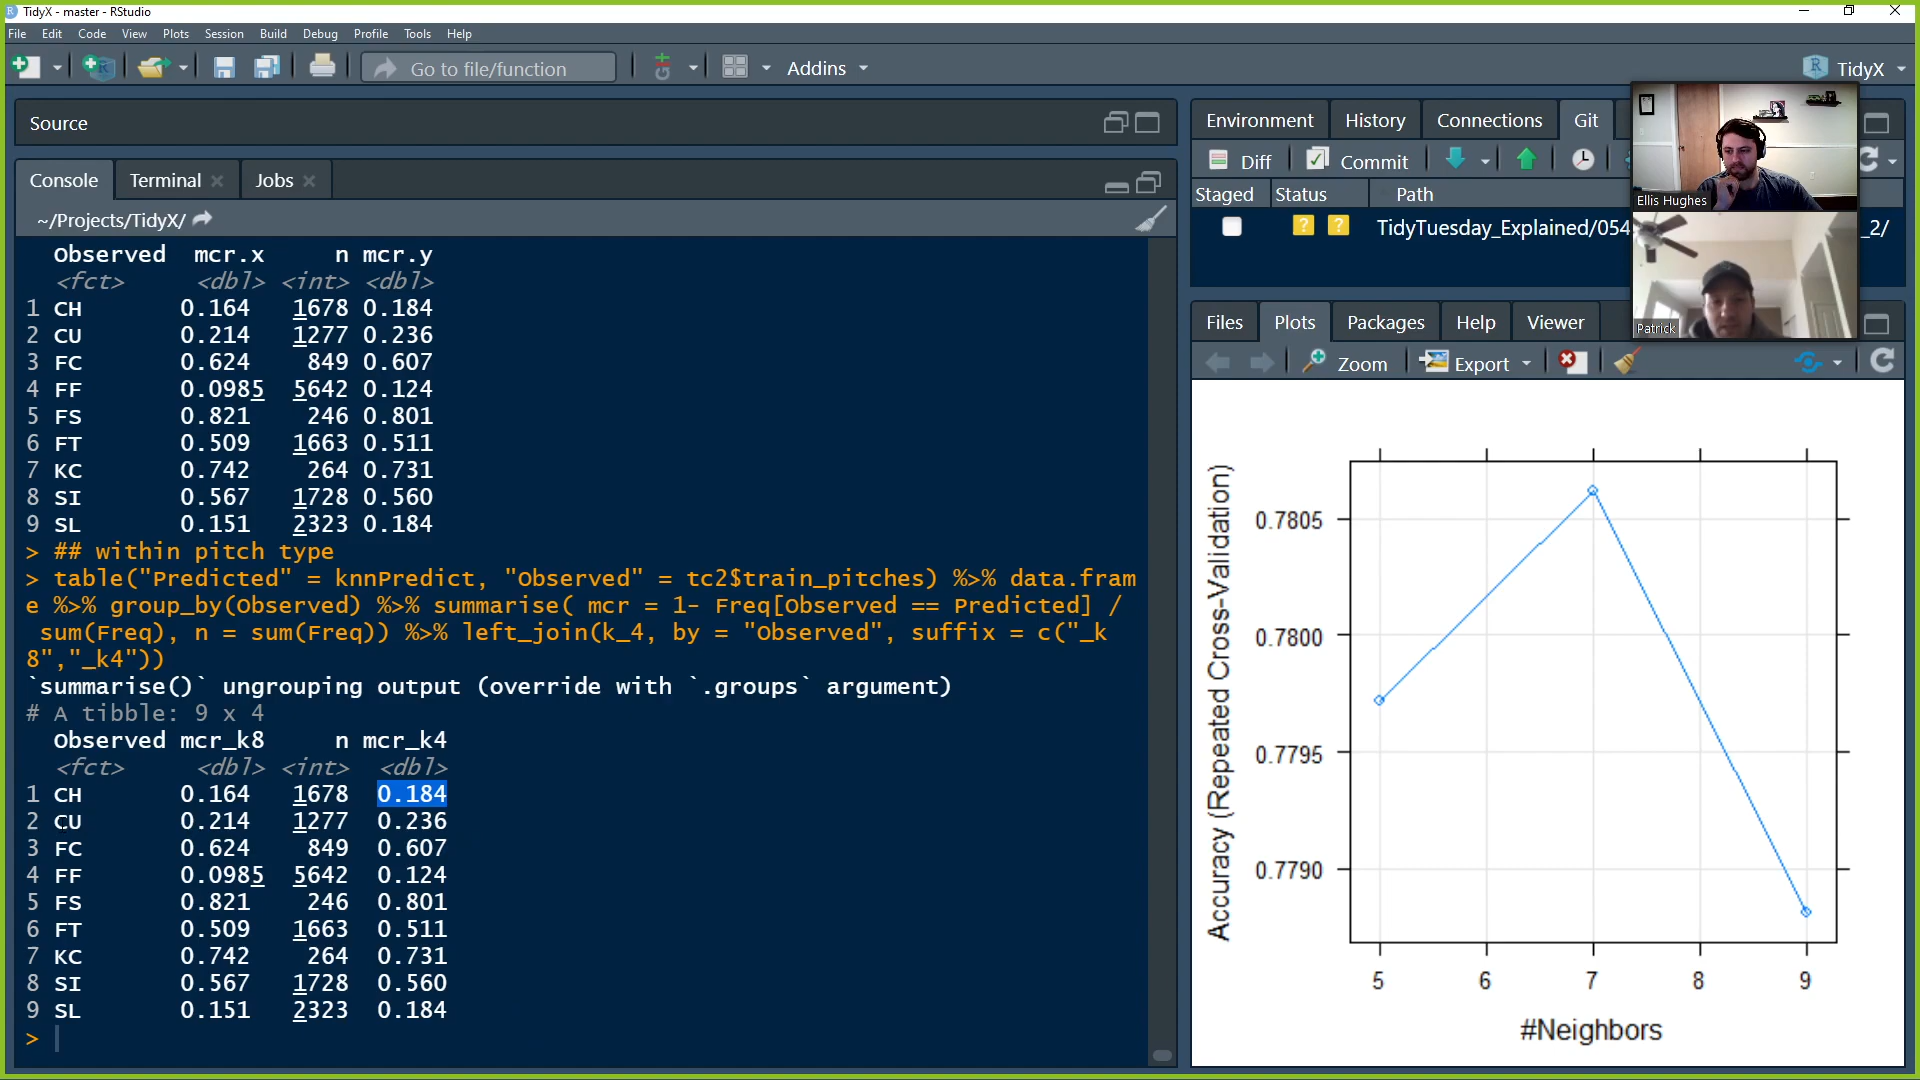 TidyX - master - RStudio
File Edit Code View Plots Session Build Debug Profile Tools Help
Go to file/function
Addins
TidyX
Source
Console Terminal Jobs
~/Projects/TidyX/
Observed mcr.x n mcr.y
<fct> <dbl> <int> <dbl>
1 CH 0.164 1678 0.184
2 CU 0.214 1277 0.236
3 FC 0.624 849 0.607
4 FF 0.0985 5642 0.124
5 FS 0.821 246 0.801
6 FT 0.509 1663 0.511
7 KC 0.742 264 0.731
8 SI 0.567 1728 0.560
9 SL 0.151 2323 0.184
> ## within pitch type
> table("Predicted" = knnPredict, "Observed" = tc2$train_pitches) %>% data.fram
e %>% group_by(Observed) %>% summarise( mcr = 1- Freq[Observed == Predicted] /
sum(Freq), n = sum(Freq)) %>% left_join(k_4, by = "Observed", suffix = c("_k
8","_k4"))
`summarise()` ungrouping output (override with `.groups` argument)
# A tibble: 9 x 4
Observed mcr_k8 n mcr_k4
<fct> <dbl> <int> <dbl>
1 CH 0.164 1678 0.184
2 CU 0.214 1277 0.236
3 FC 0.624 849 0.607
4 FF 0.0985 5642 0.124
5 FS 0.821 246 0.801
6 FT 0.509 1663 0.511
7 KC 0.742 264 0.731
8 SI 0.567 1728 0.560
9 SL 0.151 2323 0.184
>
Environment History Connections Git
Diff Commit
Staged Status Path
TidyTuesday_Explained/054 _2/
Ellis Hughes
Patrick
Files Plots Packages Help Viewer
Zoom Export
Accuracy (Repeated Cross-Validation)
0.7805
0.7800
0.7795
0.7790
5 6 7 8 9
#Neighbors